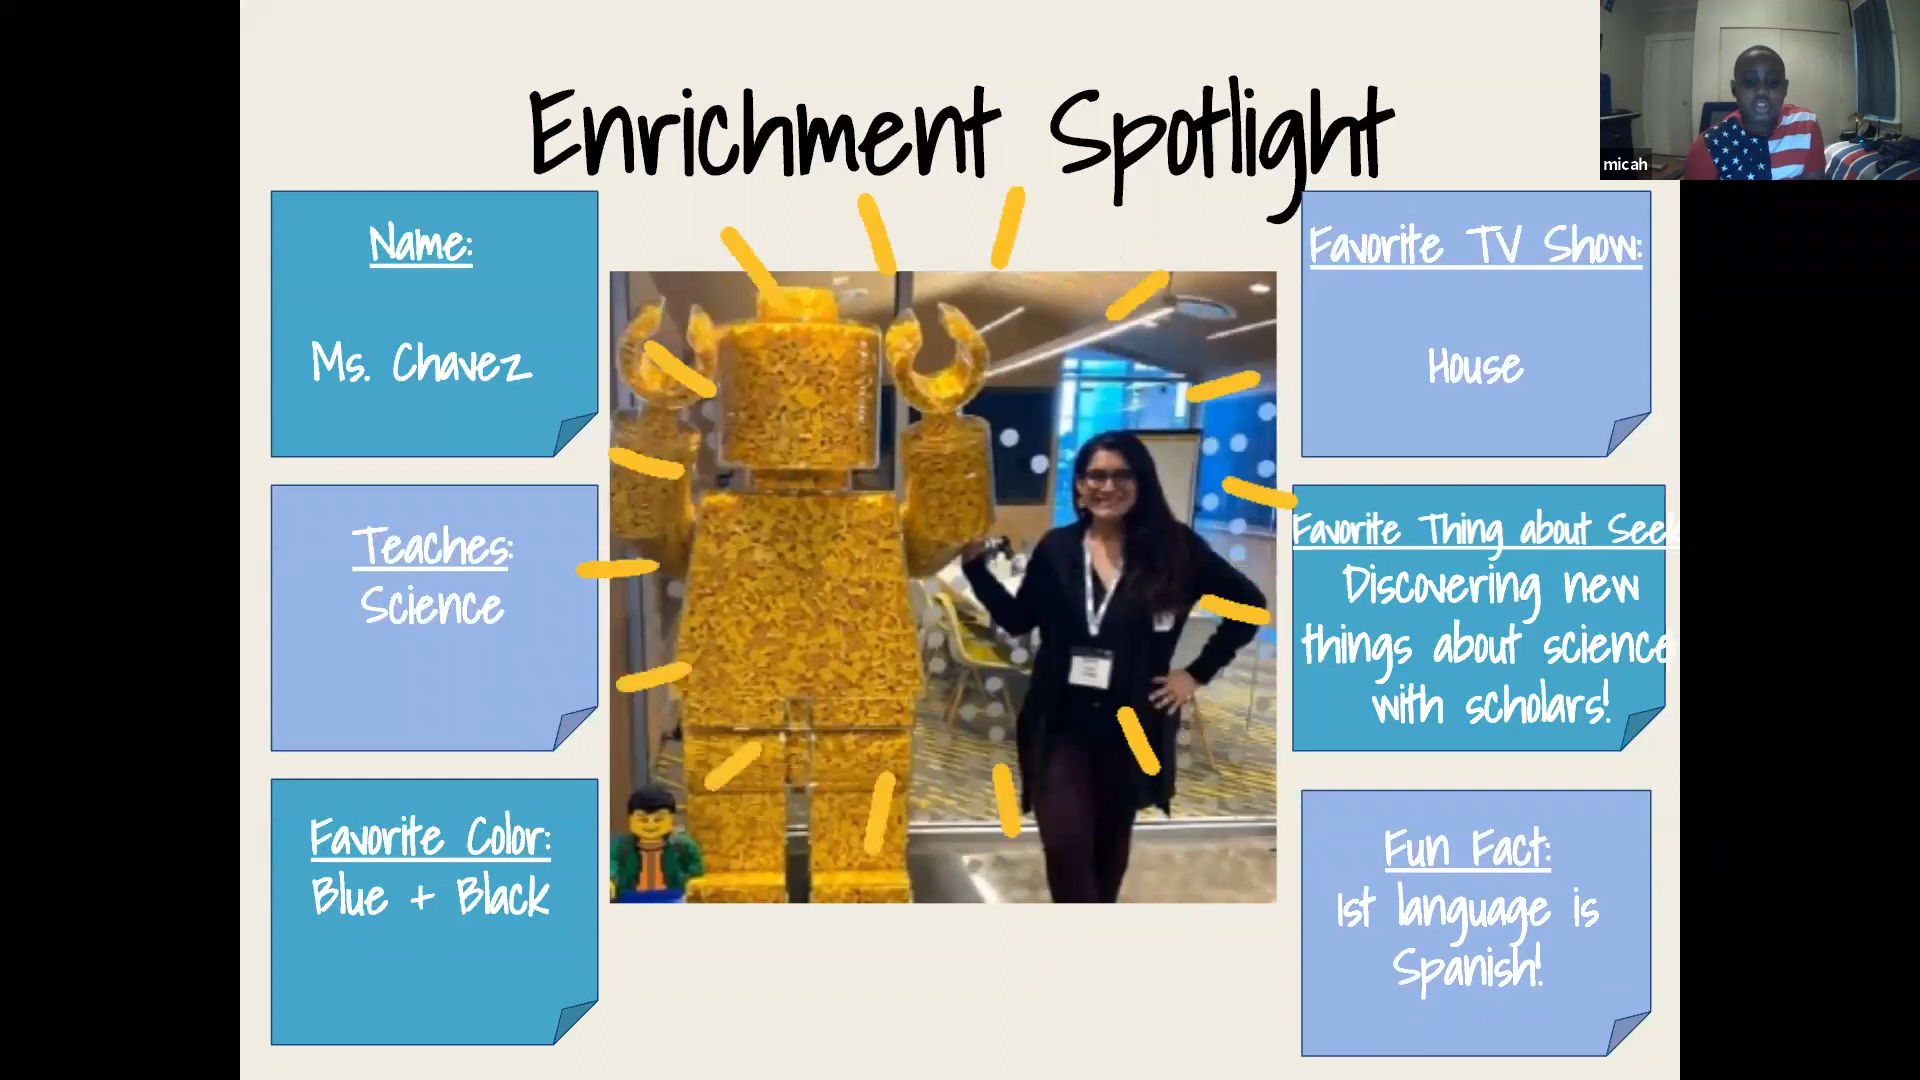 Enrichment Spotlight
micah
Name:
Ms. Chavez
Teaches:
Science
Favorite Color:
Blue + Black
Favorite TV Show:
House
Favorite Thing about Seek
Discovering new
things about science
with scholars!
Fun Fact:
1st language is
Spanish!